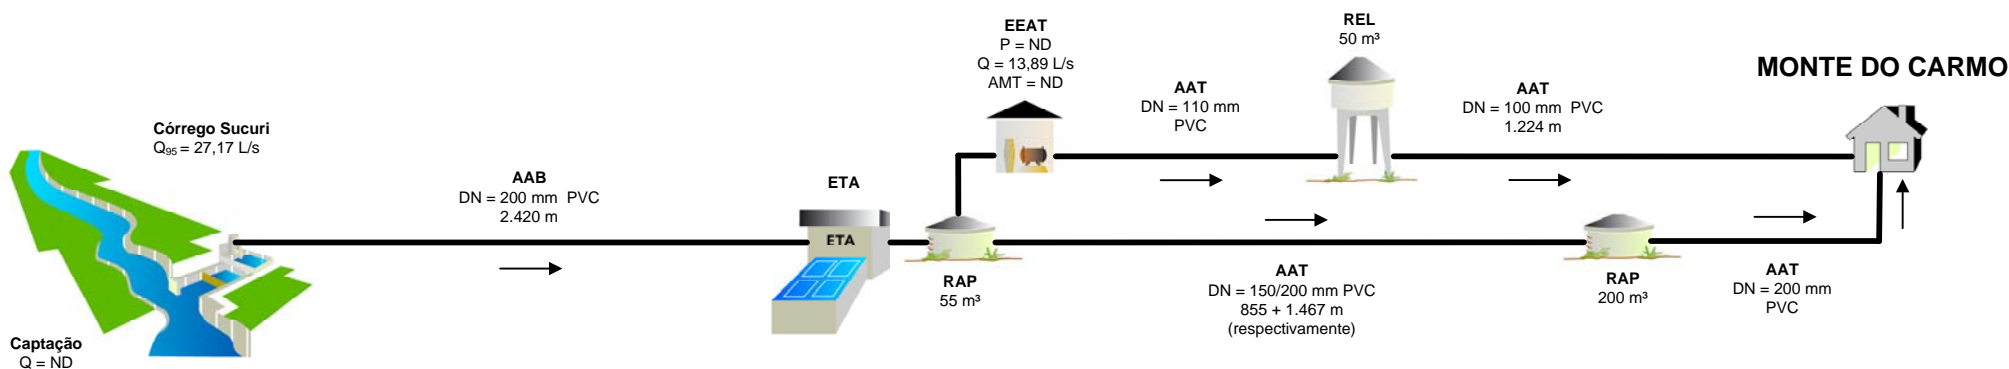 Córrego Sucuri
Q95 = 27,17 L/s
Captação
Q = ND
AAB
DN = 200 mm PVC
2.420 m
ETA
ETA
RAP
55 m³
EEAT
P = ND
Q = 13,89 L/s
AMT = ND
AAT
DN = 110 mm
PVC
REL
50 m³
AAT
DN = 100 mm PVC
1.224 m
MONTE DO CARMO
AAT
DN = 150/200 mm PVC
855 + 1.467 m
(respectivamente)
RAP
200 m³
AAT
DN = 200 mm
PVC